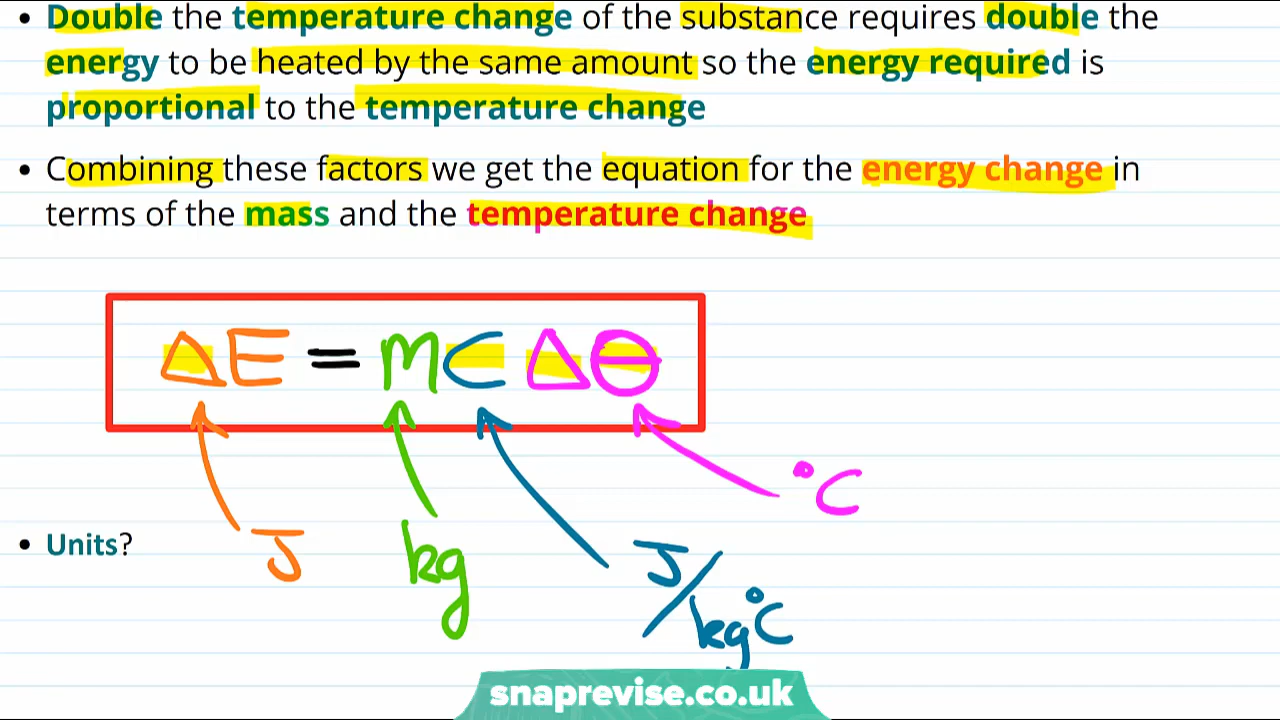 • Double the temperature change of the substance requires double the
energy to be heated by the same amount so the energy required is
proportional to the temperature change
• Combining these factors we get the equation for the energy change in
terms of the mass and the temperature change
ΔE = mc Δθ
°C
• Units? J kg J/kg°C
snaprevise.co.uk